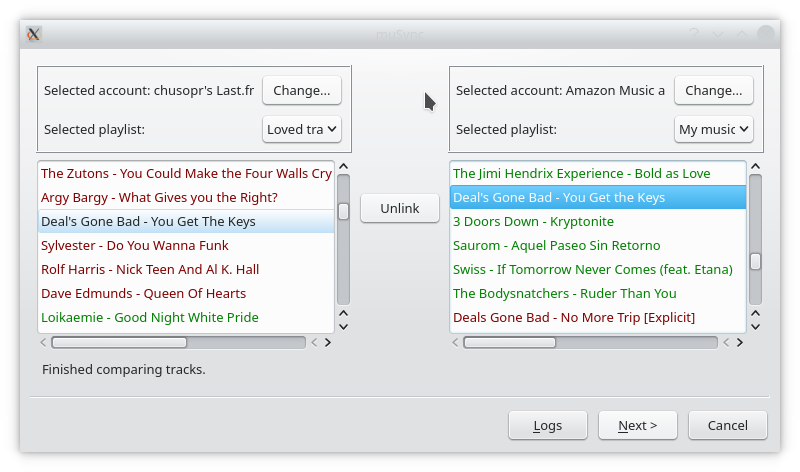 muSync
Selected account: chusopr's Last.fr
Change...
Selected playlist:
Loved tra
The Zutons - You Could Make the Four Walls Cry
Argy Bargy - What Gives you the Right?
Deal's Gone Bad - You Get The Keys
Sylvester - Do You Wanna Funk
Rolf Harris - Nick Teen And Al K. Hall
Dave Edmunds - Queen Of Hearts
Loikaemie - Good Night White Pride
Unlink
Selected account: Amazon Music a
Change...
Selected playlist:
My music
The Jimi Hendrix Experience - Bold as Love
Deal's Gone Bad - You Get the Keys
3 Doors Down - Kryptonite
Saurom - Aquel Paseo Sin Retorno
Swiss - If Tomorrow Never Comes (feat. Etana)
The Bodysnatchers - Ruder Than You
Deals Gone Bad - No More Trip [Explicit]
Finished comparing tracks.
Logs
Next >
Cancel